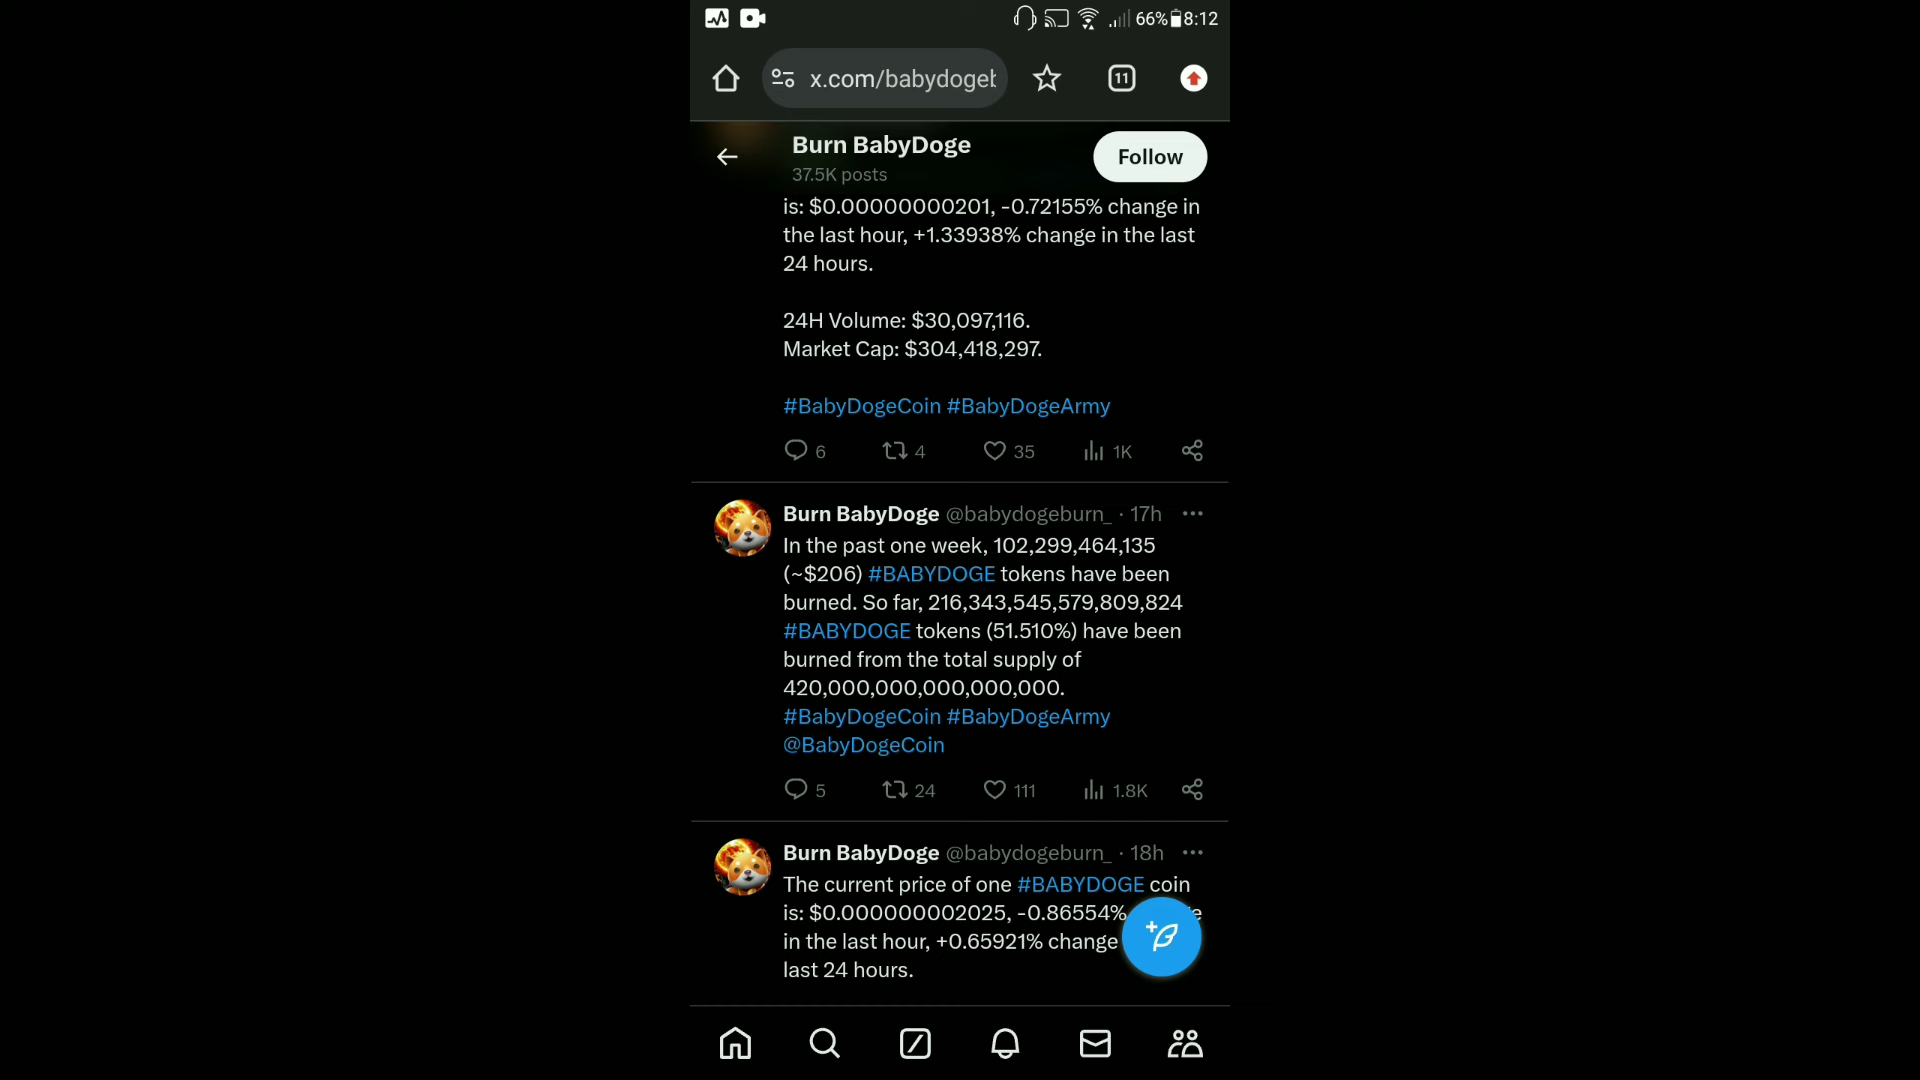 66% 8:12
x.com/babydoget
11
Burn BabyDoge
37.5K posts
Follow
is: $0.00000000201, -0.72155% change in
the last hour, +1.33938% change in the last
24 hours.
24H Volume: $30,097,116.
Market Cap: $304,418,297.
#BabyDogeCoin #BabyDogeArmy
6 4 35 1K
Burn BabyDoge @babydogeburn_ · 17h
In the past one week, 102,299,464,135
(~$206) #BABYDOGE tokens have been
burned. So far, 216,343,545,579,809,824
#BABYDOGE tokens (51.510%) have been
burned from the total supply of
420,000,000,000,000,000.
#BabyDogeCoin #BabyDogeArmy
@BabyDogeCoin
5 24 111 1.8K
Burn BabyDoge @babydogeburn_ · 18h
The current price of one #BABYDOGE coin
is: $0.000000002025, -0.86554%
in the last hour, +0.65921% change
last 24 hours.